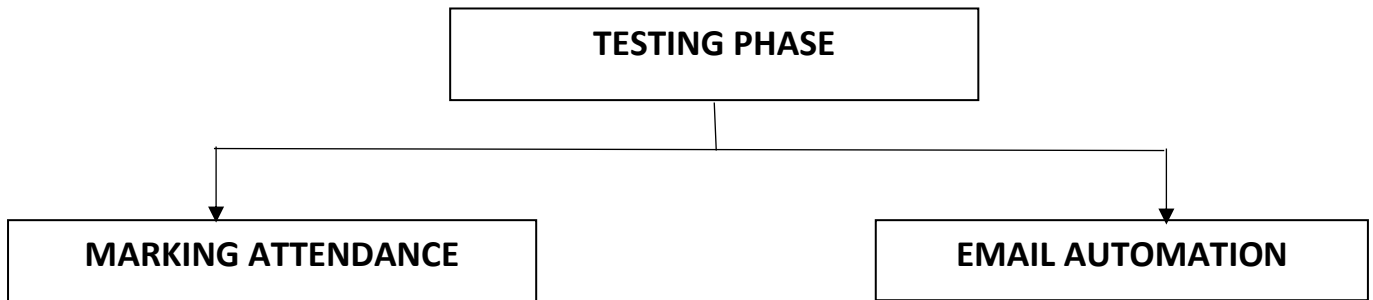 TESTING PHASE
MARKING ATTENDANCE
EMAIL AUTOMATION